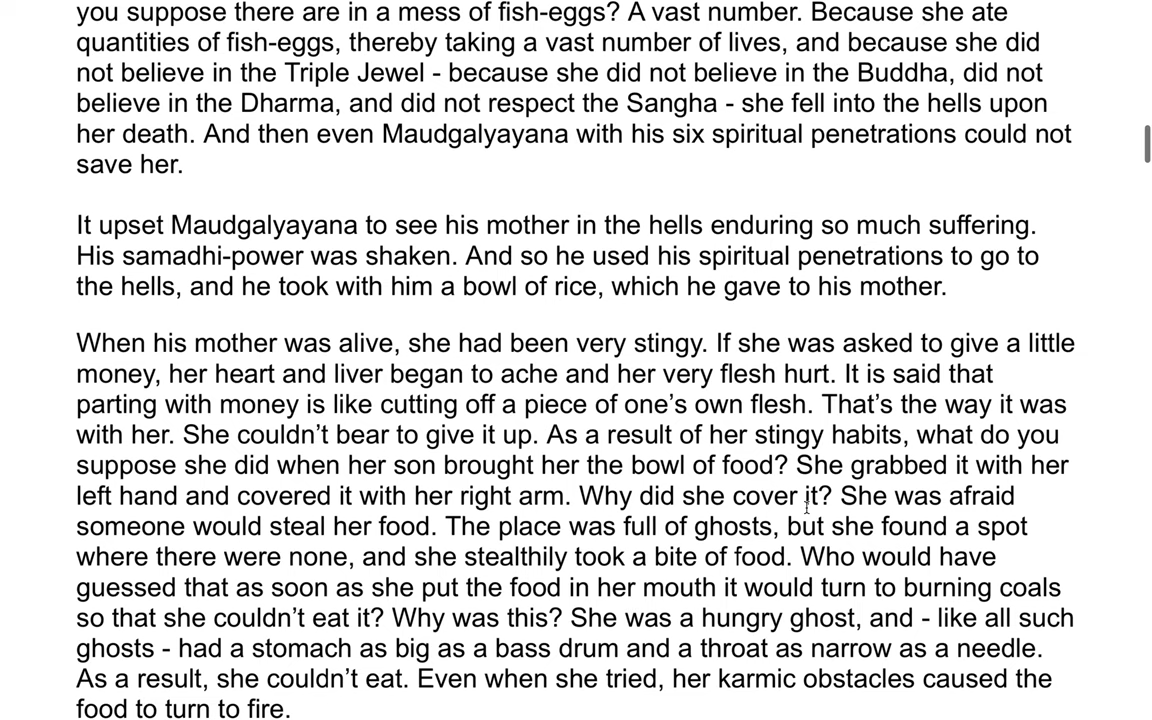 you suppose there are in a mess of fish-eggs? A vast number. Because she ate
quantities of fish-eggs, thereby taking a vast number of lives, and because she did
not believe in the Triple Jewel - because she did not believe in the Buddha, did not
believe in the Dharma, and did not respect the Sangha - she fell into the hells upon
her death. And then even Maudgalyayana with his six spiritual penetrations could not
save her.
It upset Maudgalyayana to see his mother in the hells enduring so much suffering.
His samadhi-power was shaken. And so he used his spiritual penetrations to go to
the hells, and he took with him a bowl of rice, which he gave to his mother.
When his mother was alive, she had been very stingy. If she was asked to give a little
money, her heart and liver began to ache and her very flesh hurt. It is said that
parting with money is like cutting off a piece of one’s own flesh. That’s the way it was
with her. She couldn’t bear to give it up. As a result of her stingy habits, what do you
suppose she did when her son brought her the bowl of food? She grabbed it with her
left hand and covered it with her right arm. Why did she cover it? She was afraid
someone would steal her food. The place was full of ghosts, but she found a spot
where there were none, and she stealthily took a bite of food. Who would have
guessed that as soon as she put the food in her mouth it would turn to burning coals
so that she couldn’t eat it? Why was this? She was a hungry ghost, and - like all such
ghosts - had a stomach as big as a bass drum and a throat as narrow as a needle.
As a result, she couldn’t eat. Even when she tried, her karmic obstacles caused the
food to turn to fire.